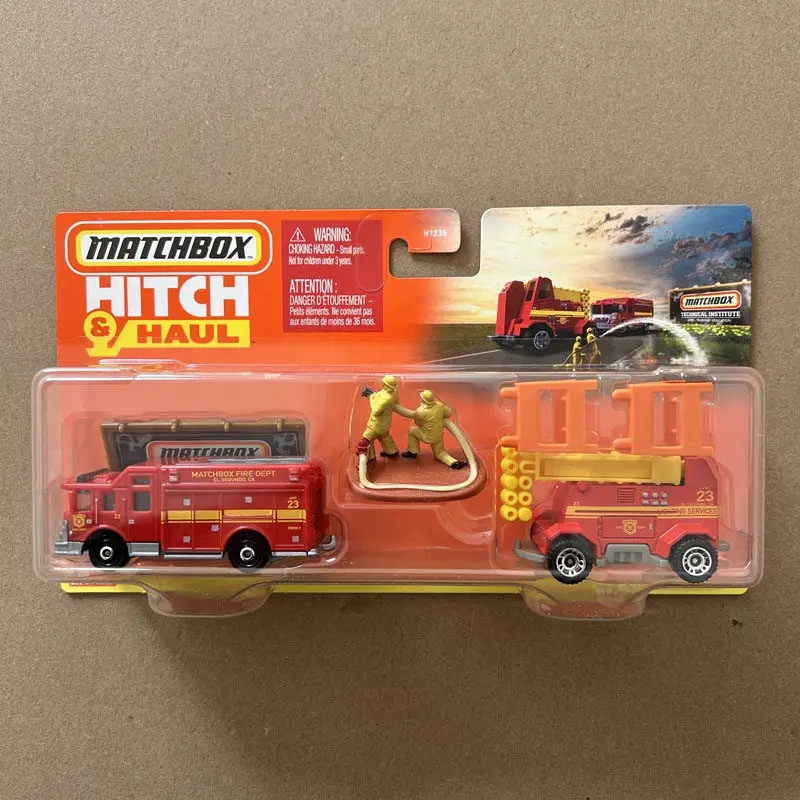 MATCHBOX
HITCH
& HAUL
WARNING:
CHOKING HAZARD – Small parts.
Not for children under 3 years.
ATTENTION :
DANGER D'ÉTOUFFEMENT –
Petits éléments. Ne convient pas
aux enfants de moins de 36 mois.
H1235
MATCHBOX
TECHNICAL INSTITUTE
MATCHBOX
MATCHBOX FIRE DEPT.
EL SEGUNDO, CA
23
23
23
LIGHTING SERVICES